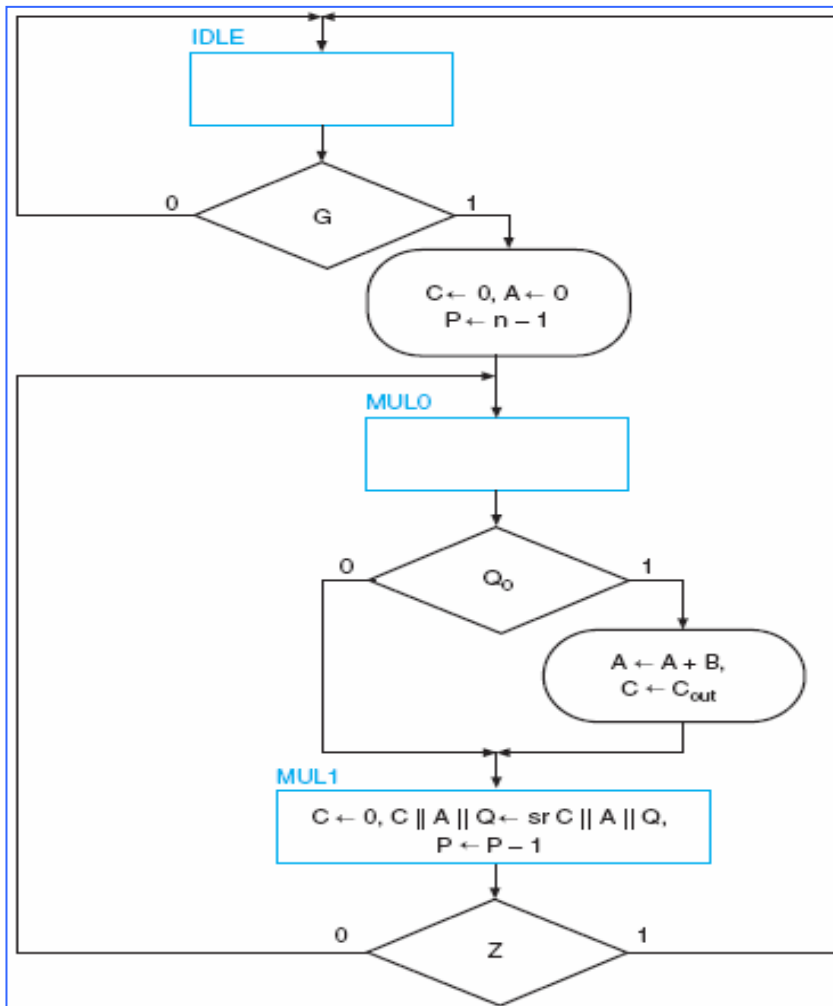 IDLE
0
G
1
C ← 0, A ← 0
P ← n – 1
MUL0
0
Q₀
1
A ← A + B,
C ← Cout
MUL1
C ← 0, C || A || Q ← sr C || A || Q,
P ← P – 1
0
Z
1